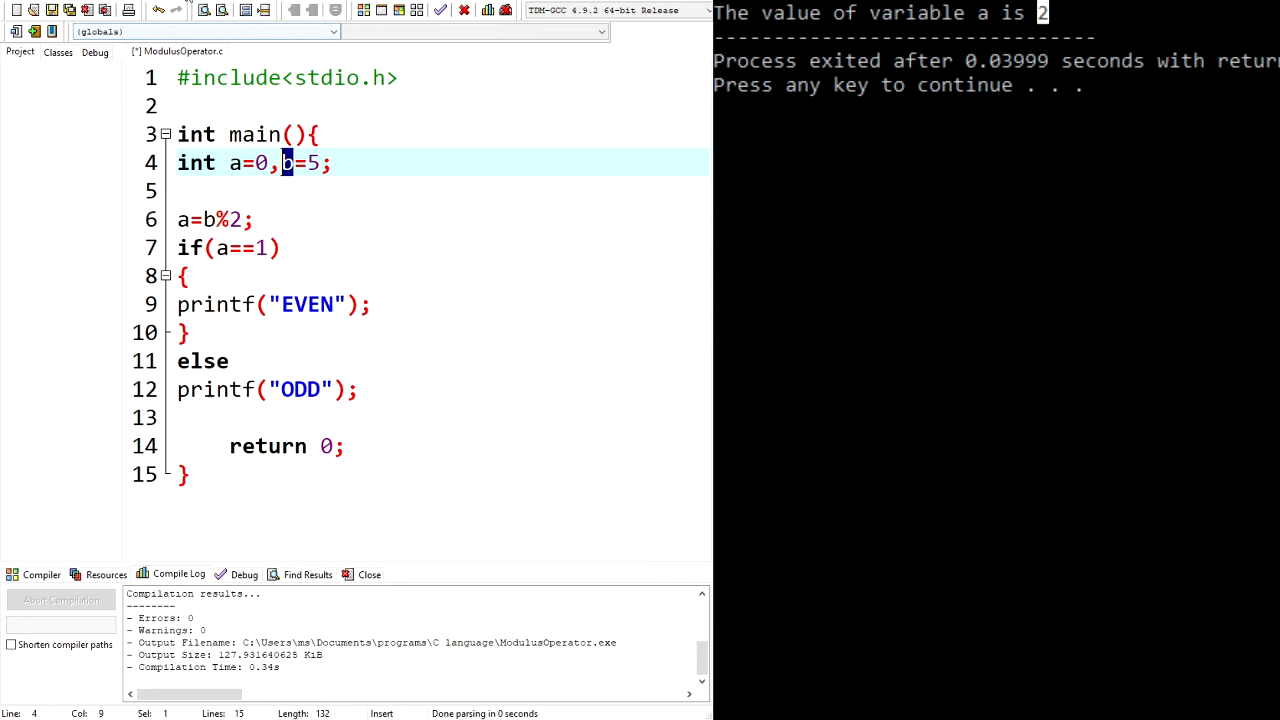 TDM-GCC 4.9.2 64-bit Release
(globals)
Project Classes Debug
[*] ModulusOperator.c
1 #include<stdio.h>
2
3 int main(){
4 int a=0,b=5;
5
6 a=b%2;
7 if(a==1)
8 {
9 printf("EVEN");
10 }
11 else
12 printf("ODD");
13
14 return 0;
15 }
The value of variable a is 2
--------------------------------
Process exited after 0.03999 seconds with return
Press any key to continue . . .
Compiler Resources Compile Log Debug Find Results Close
Abort Compilation
Shorten compiler paths
Compilation results...
--------
- Errors: 0
- Warnings: 0
- Output Filename: C:\Users\ms\Documents\programs\C language\ModulusOperator.exe
- Output Size: 127.931640625 KiB
- Compilation Time: 0.34s
Line: 4 Col: 9 Sel: 1 Lines: 15 Length: 132 Insert Done parsing in 0 seconds